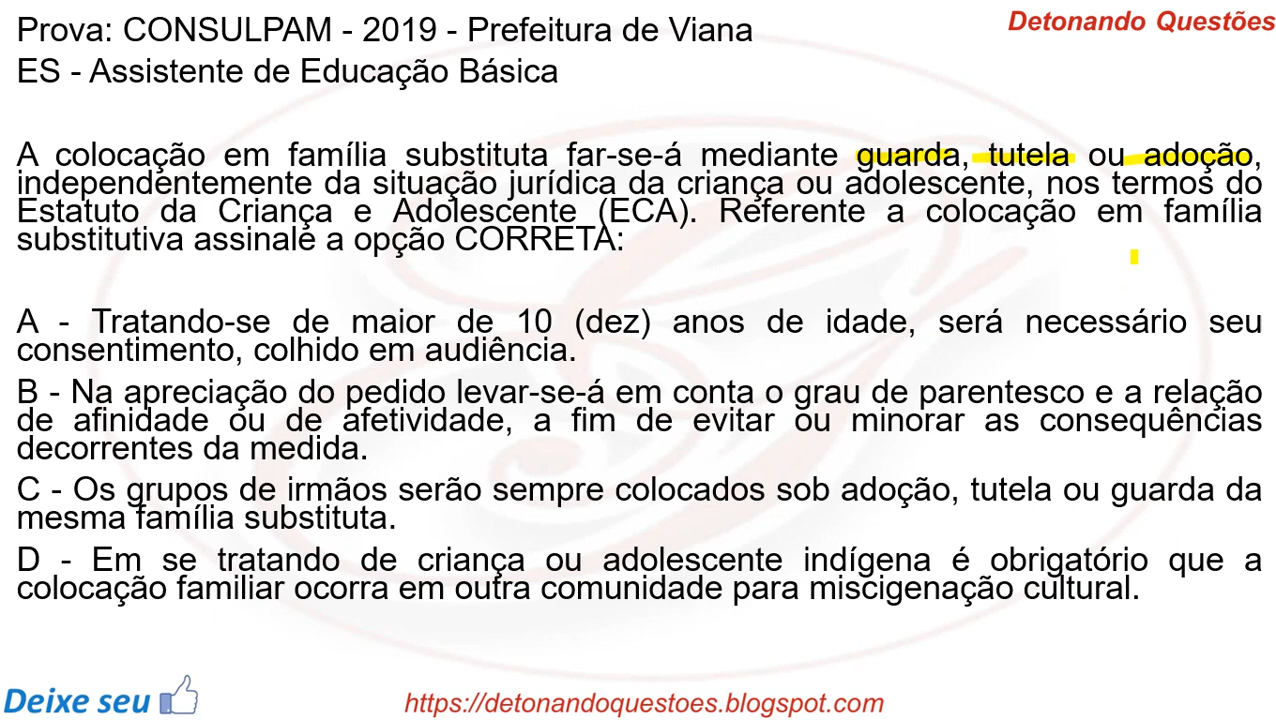 Prova: CONSULPAM - 2019 - Prefeitura de Viana
Detonando Questões
ES - Assistente de Educação Básica
A colocação em família substituta far-se-á mediante guarda, tutela ou adoção,
independentemente da situação jurídica da criança ou adolescente, nos termos do
Estatuto da Criança e Adolescente (ECA). Referente a colocação em família
substitutiva assinale a opção CORRETA:
A - Tratando-se de maior de 10 (dez) anos de idade, será necessário seu
consentimento, colhido em audiência.
B - Na apreciação do pedido levar-se-á em conta o grau de parentesco e a relação
de afinidade ou de afetividade, a fim de evitar ou minorar as consequências
decorrentes da medida.
C - Os grupos de irmãos serão sempre colocados sob adoção, tutela ou guarda da
mesma família substituta.
D - Em se tratando de criança ou adolescente indígena é obrigatório que a
colocação familiar ocorra em outra comunidade para miscigenação cultural.
Deixe seu
https://detonandoquestoes.blogspot.com